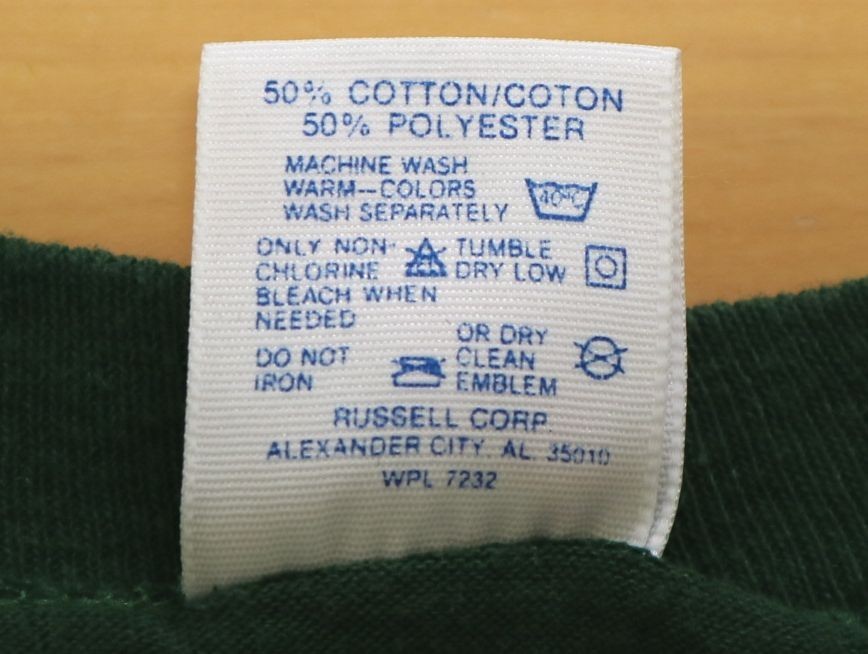 50% COTTON/COTON
50% POLYESTER
MACHINE WASH
WARM--COLORS
WASH SEPARATELY
40°C
ONLY NON-
CHLORINE
BLEACH WHEN
NEEDED
TUMBLE
DRY LOW
DO NOT
IRON
OR DRY
CLEAN
EMBLEM
RUSSELL CORP.
ALEXANDER CITY, AL. 35010
WPL 7232